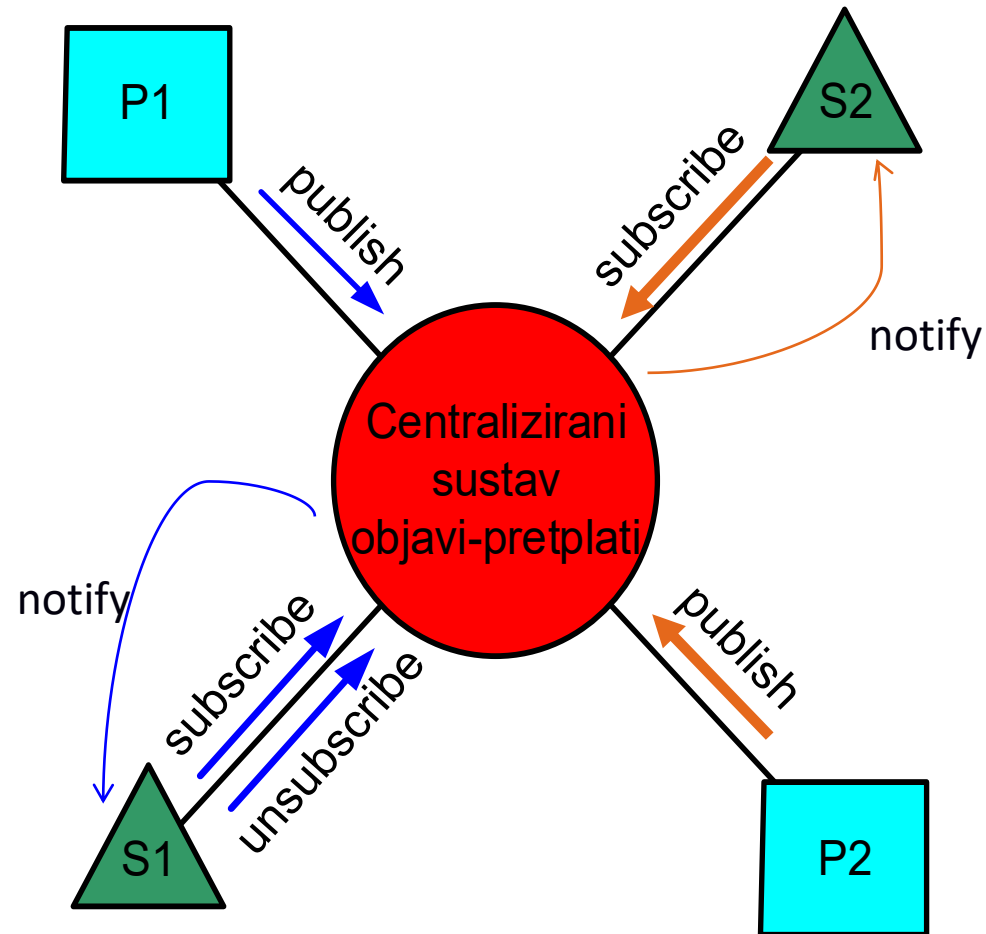 P1
S2
publish
subscribe
notify
Centralizirani
sustav
objavi-pretplati
notify
subscribe
unsubscribe
publish
S1
P2